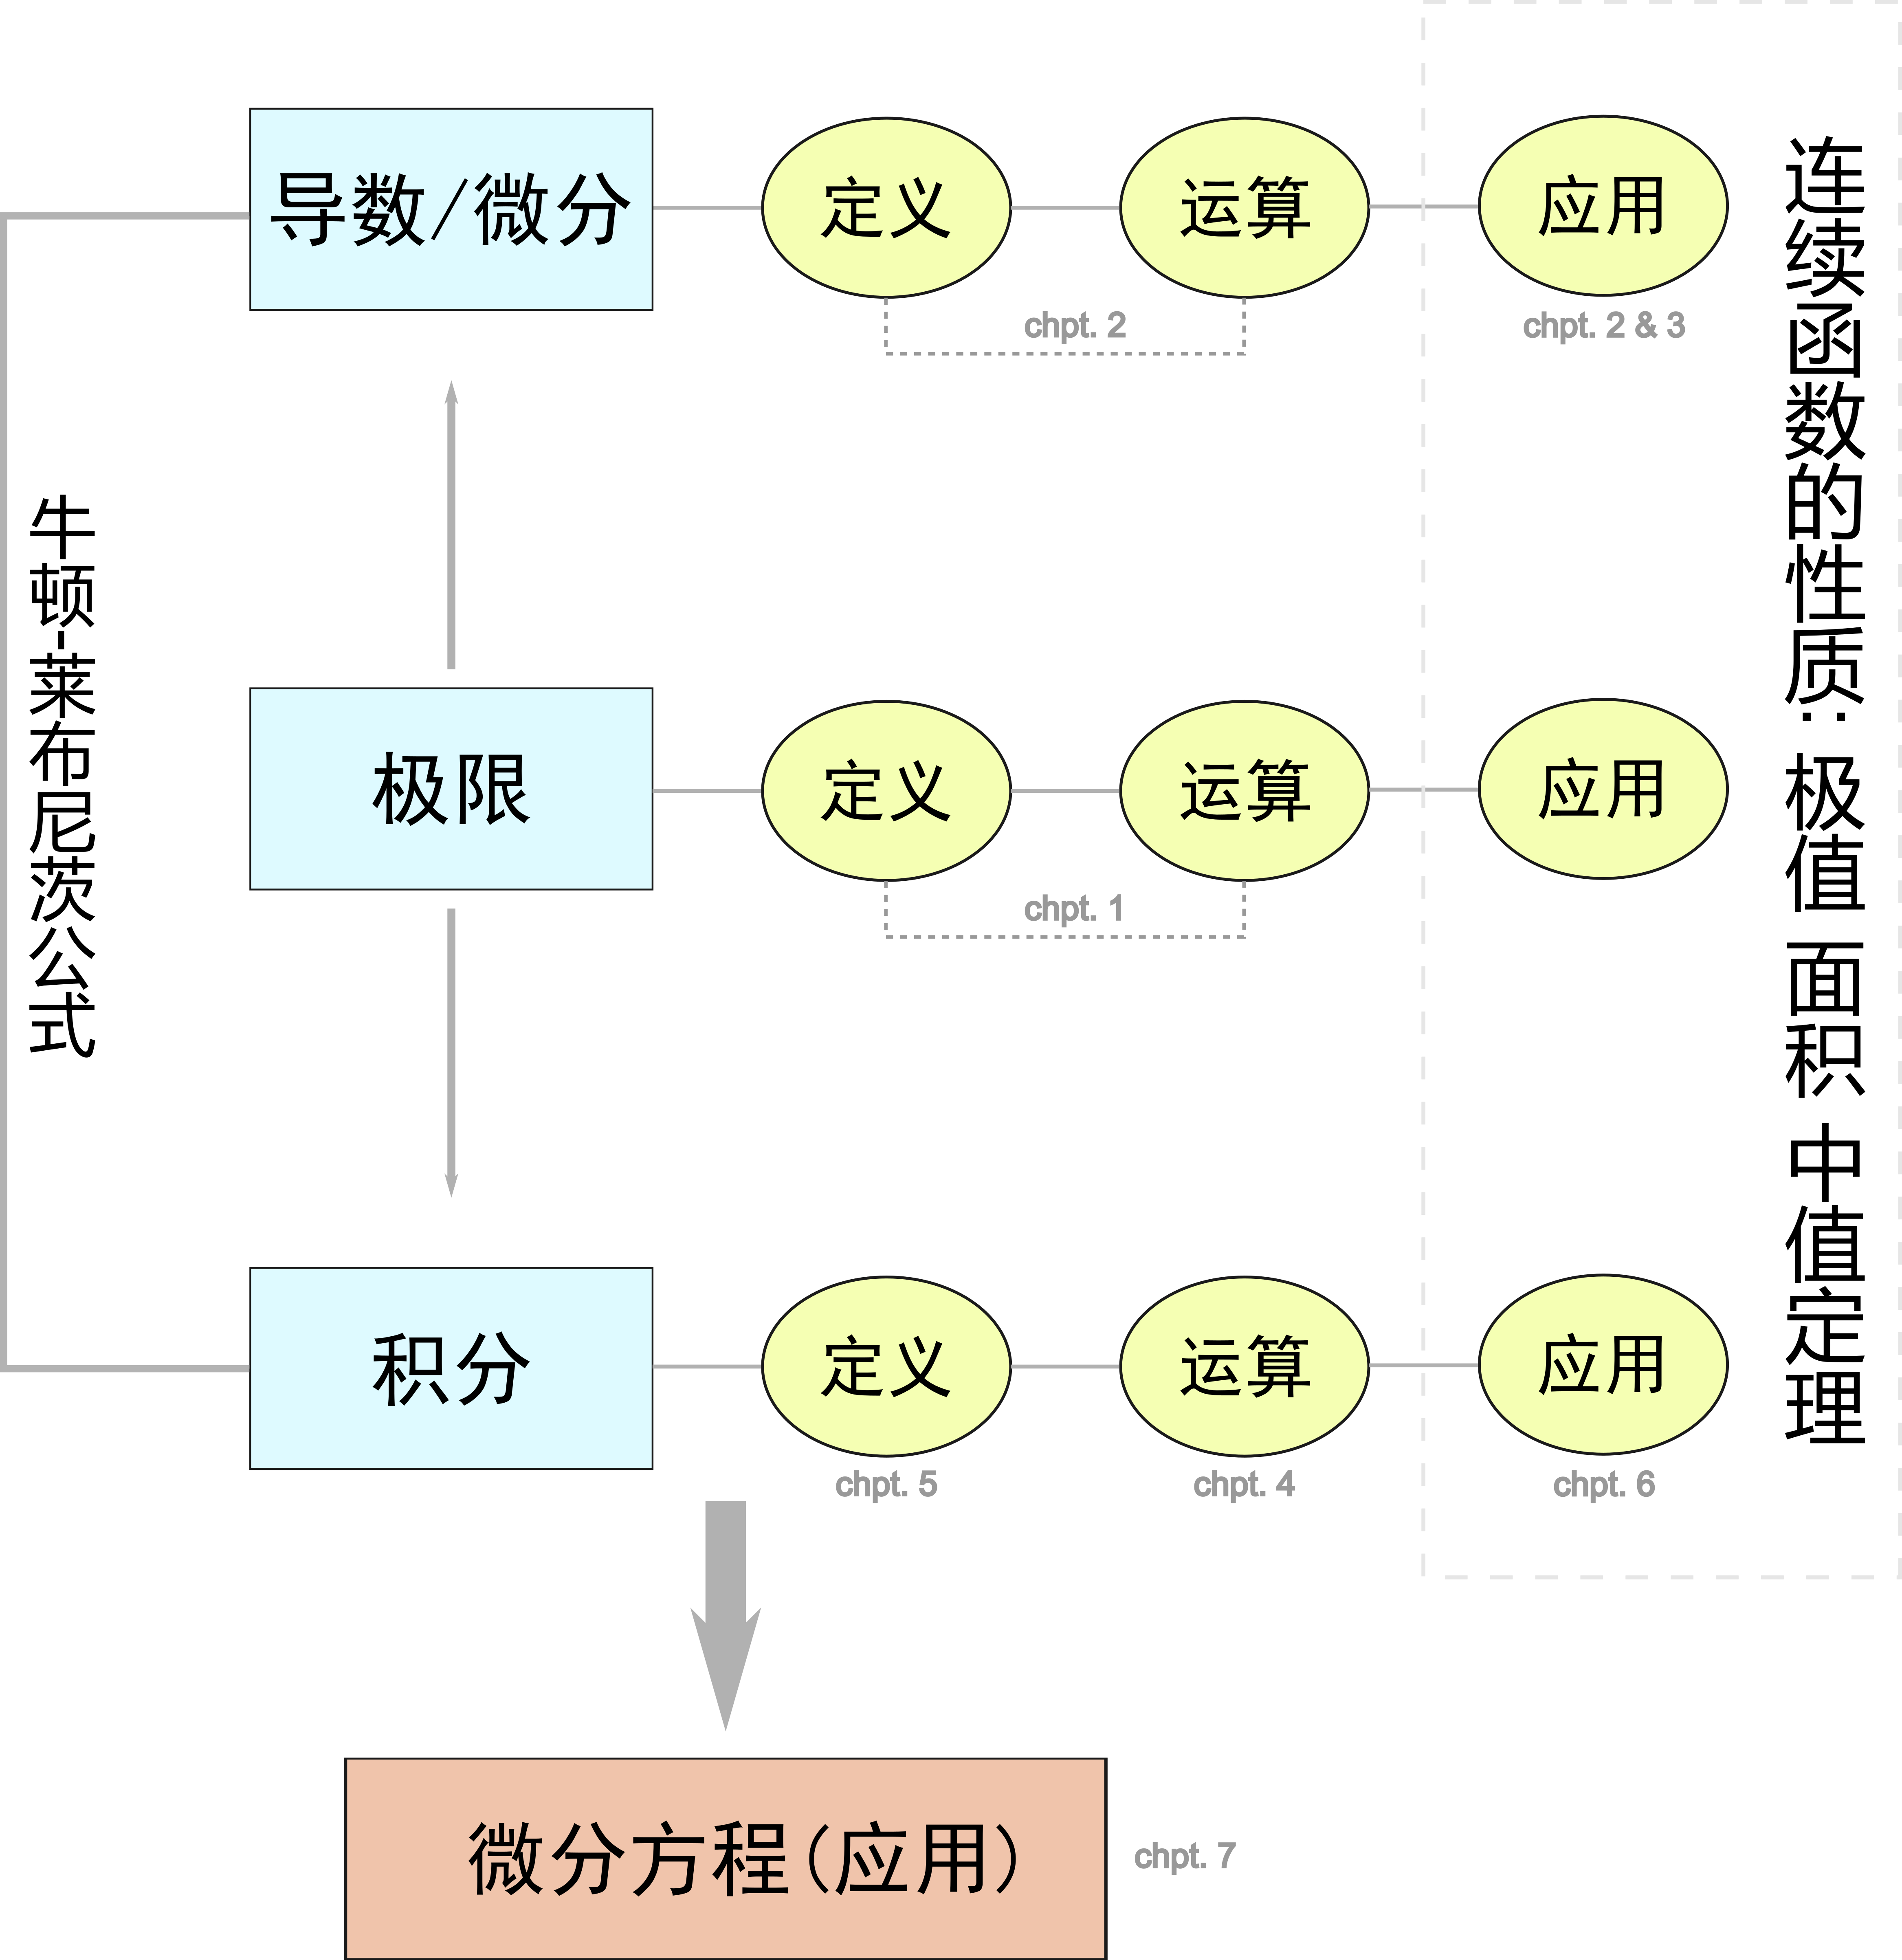 导数/微分
定义
运算
应用
chpt. 2
chpt. 2 & 3
牛顿-莱布尼茨公式
极限
定义
运算
应用
chpt. 1
连续函数的性质: 极值 面积 中值定理
积分
定义
运算
应用
chpt. 5
chpt. 4
chpt. 6
微分方程(应用)
chpt. 7